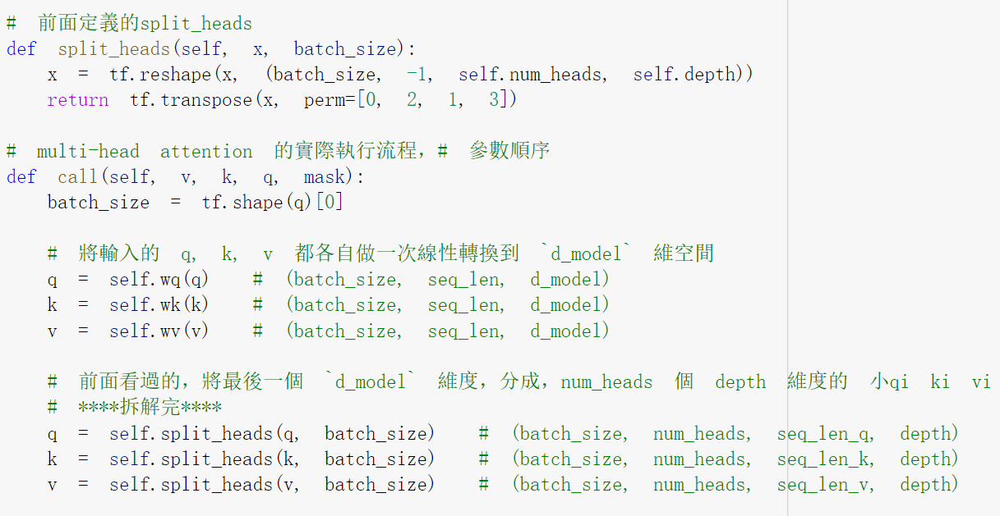 # 前面定義的split_heads
def split_heads(self, x, batch_size):
    x = tf.reshape(x, (batch_size, -1, self.num_heads, self.depth))
    return tf.transpose(x, perm=[0, 2, 1, 3])
# multi-head attention 的實際執行流程，# 參數順序
def call(self, v, k, q, mask):
    batch_size = tf.shape(q)[0]
    # 將輸入的 q, k, v 都各自做一次線性轉換到 `d_model` 維空間
    q = self.wq(q)  # (batch_size, seq_len, d_model)
    k = self.wk(k)  # (batch_size, seq_len, d_model)
    v = self.wv(v)  # (batch_size, seq_len, d_model)
    # 前面看過的，將最後一個 `d_model` 維度，分成，num_heads 個 depth 維度的 小qi ki vi
    # ****拆解完****
    q = self.split_heads(q, batch_size)  # (batch_size, num_heads, seq_len_q, depth)
    k = self.split_heads(k, batch_size)  # (batch_size, num_heads, seq_len_k, depth)
    v = self.split_heads(v, batch_size)  # (batch_size, num_heads, seq_len_v, depth)